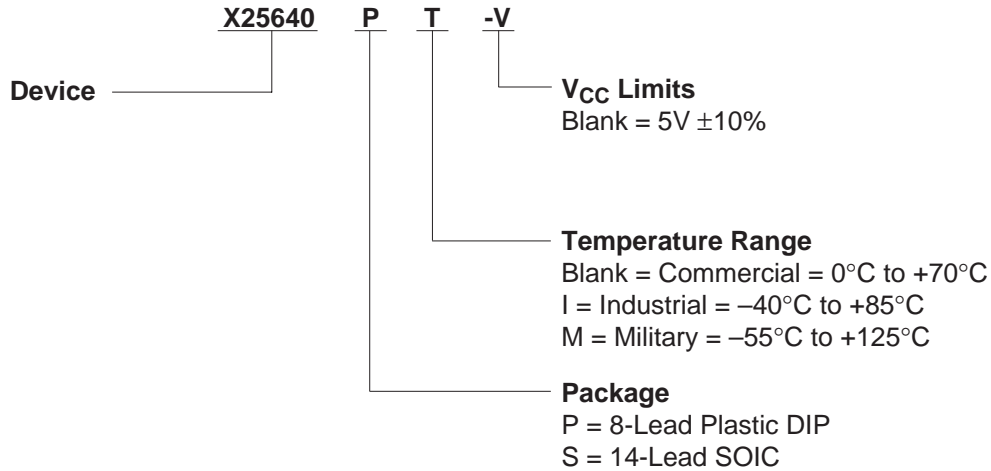 X25640 P T -V
Device
VCC Limits
Blank = 5V ±10%
Temperature Range
Blank = Commercial = 0°C to +70°C
I = Industrial = –40°C to +85°C
M = Military = –55°C to +125°C
Package
P = 8-Lead Plastic DIP
S = 14-Lead SOIC